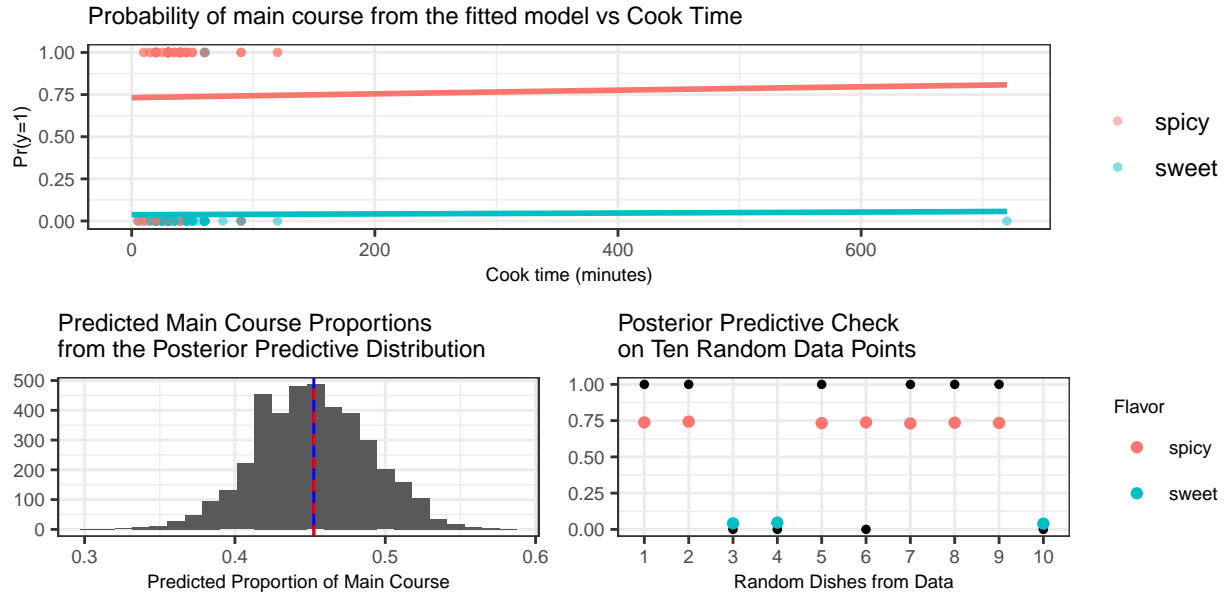 Probability of main course from the fitted model vs Cook Time
Pr(y=1)
1.00
0.75
0.50
0.25
0.00
0 200 400 600
Cook time (minutes)
spicy
sweet
Predicted Main Course Proportions
from the Posterior Predictive Distribution
500
400
300
200
100
0
0.3 0.4 0.5 0.6
Predicted Proportion of Main Course
Posterior Predictive Check
on Ten Random Data Points
1.00
0.75
0.50
0.25
0.00
1 2 3 4 5 6 7 8 9 10
Random Dishes from Data
Flavor
spicy
sweet